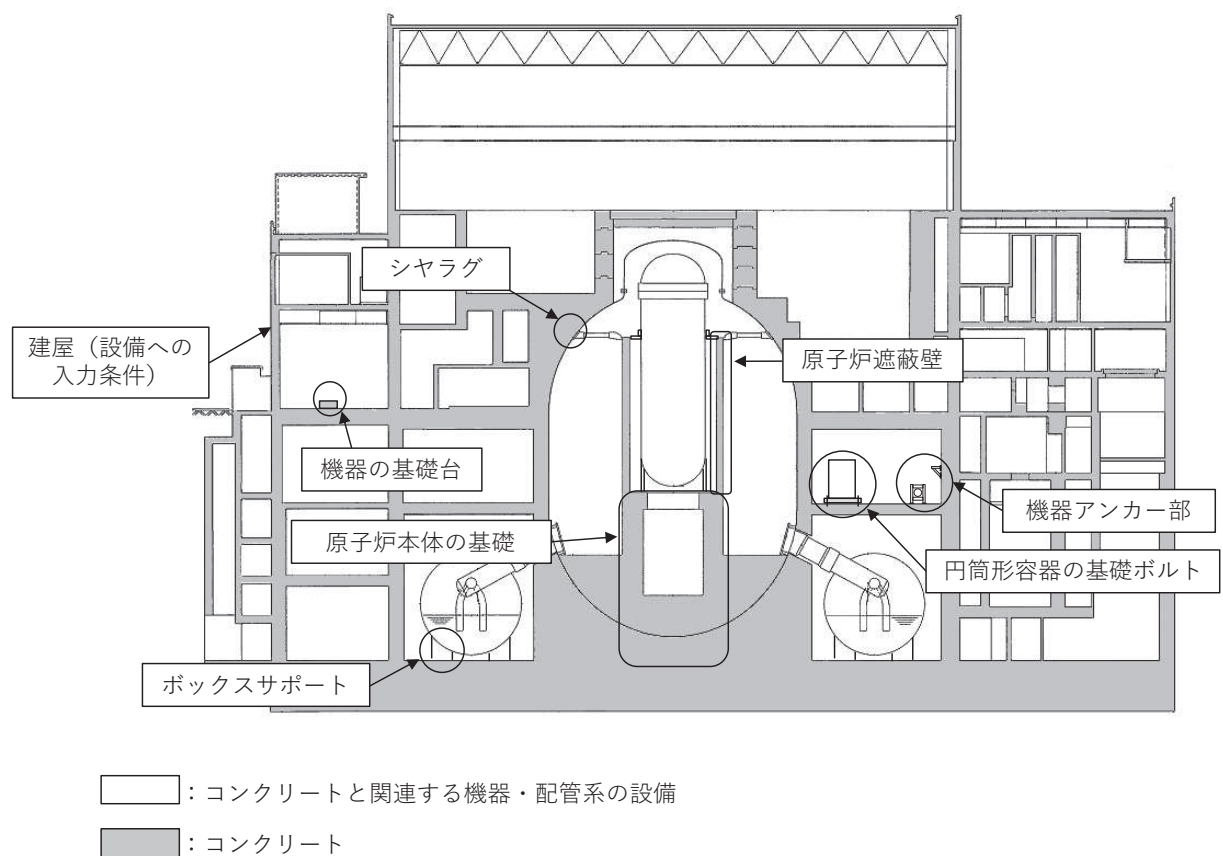 シヤラグ
建屋（設備への
入力条件）
原子炉遮蔽壁
機器の基礎台
機器アンカー部
原子炉本体の基礎
円筒形容器の基礎ボルト
ボックスサポート
：コンクリートと関連する機器・配管系の設備
：コンクリート